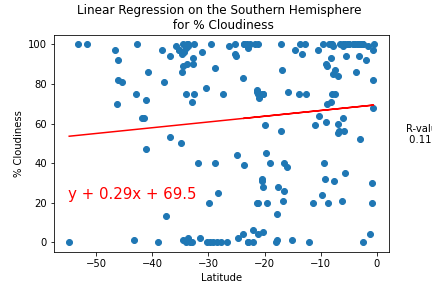 Linear Regression on the Southern Hemisphere
for % Cloudiness
100
80
60
40
20
0
% Cloudiness
y + 0.29x + 69.5
R-valu
0.11
−50
−40
−30
−20
−10
0
Latitude